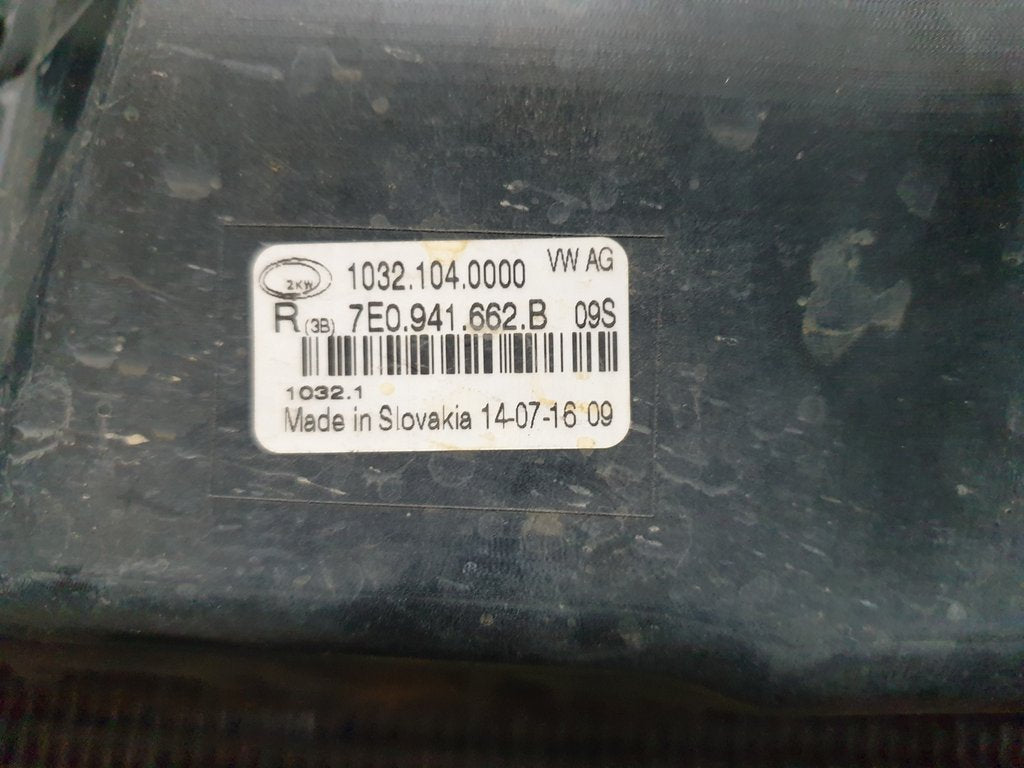 2KW 1032.104.0000 VW AG
R (3B) 7E0.941.662.B 09S
1032.1
Made in Slovakia 14-07-16 09